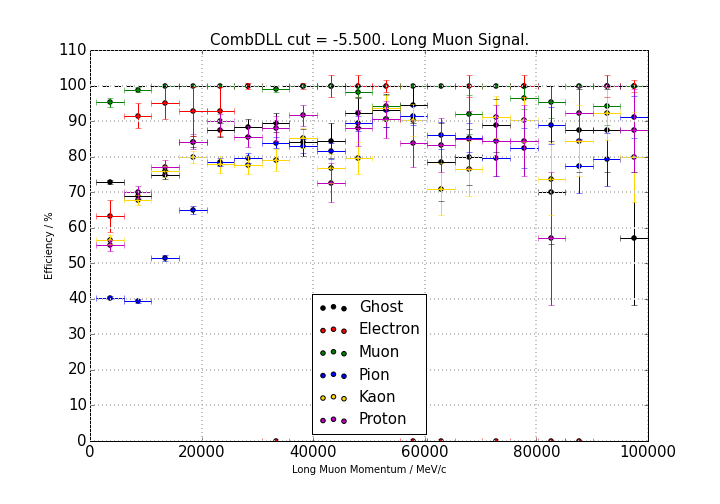 CombDLL cut = -5.500. Long Muon Signal.
Efficiency / %
110
100
90
80
70
60
50
40
30
20
10
0
Ghost
Electron
Muon
Pion
Kaon
Proton
0 20000 40000 60000 80000 100000
Long Muon Momentum / MeV/c